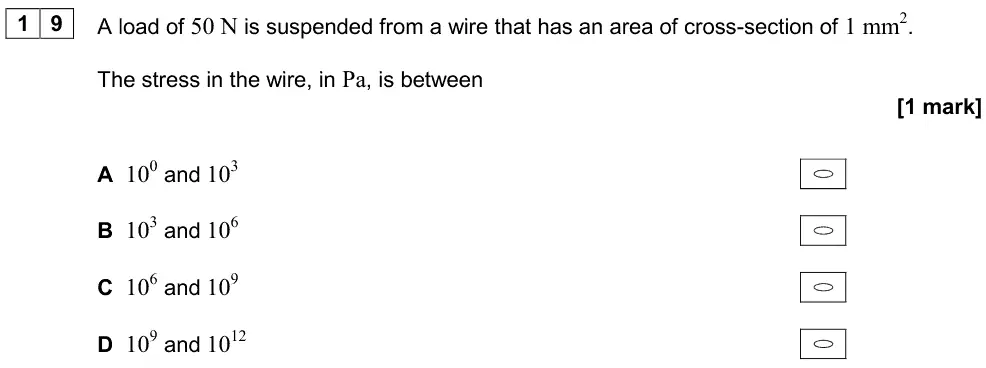 1 9 A load of 50 N is suspended from a wire that has an area of cross-section of 1 mm².
The stress in the wire, in Pa, is between
[1 mark]
A 10⁰ and 10³
B 10³ and 10⁶
C 10⁶ and 10⁹
D 10⁹ and 10¹²